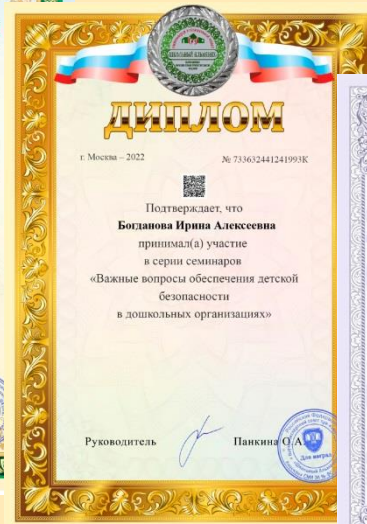 ДИПЛОМ
г. Москва – 2022
№ 733632441241993К
Подтверждает, что
Богданова Ирина Алексеевна
принимал(а) участие
в серии семинаров
«Важные вопросы обеспечения детской
безопасности
в дошкольных организациях»
Руководитель
Панкина О.А.